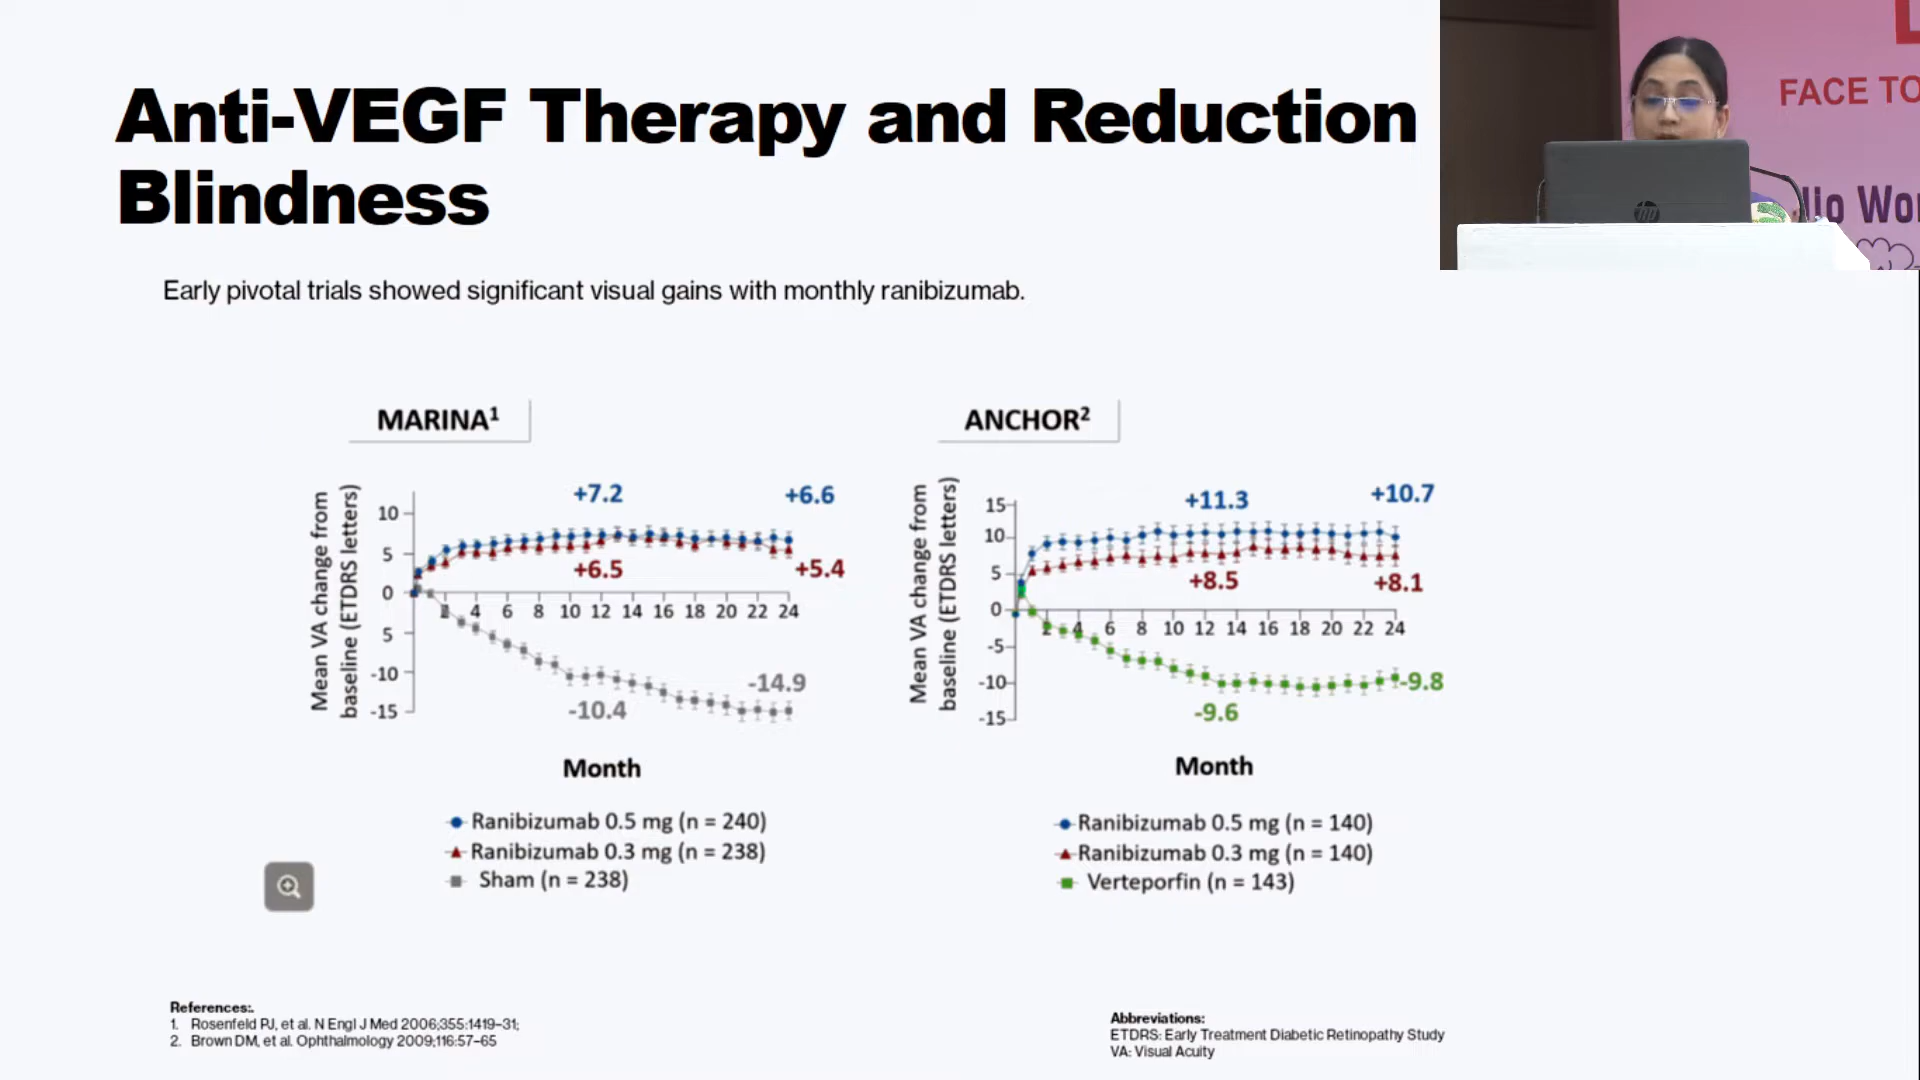 Anti-VEGF Therapy and Reduction
Blindness
FACE TO
Early pivotal trials showed significant visual gains with monthly ranibizumab.
MARINA¹
Mean VA change from
baseline (ETDRS letters)
10
5
0
5
-10
-15
+7.2
+6.6
+6.5
+5.4
2 4 6 8 10 12 14 16 18 20 22 24
-14.9
-10.4
Month
Ranibizumab 0.5 mg (n = 240)
Ranibizumab 0.3 mg (n = 238)
Sham (n = 238)
ANCHOR²
Mean VA change from
baseline (ETDRS letters)
15
10
5
0
-5
-10
-15
+11.3
+10.7
+8.5
+8.1
2 4 6 8 10 12 14 16 18 20 22 24
-9.8
-9.6
Month
Ranibizumab 0.5 mg (n = 140)
Ranibizumab 0.3 mg (n = 140)
Verteporfin (n = 143)
References:.
1. Rosenfeld PJ, et al. N Engl J Med 2006;355:1419–31;
2. Brown DM, et al. Ophthalmology 2009;116:57–65
Abbreviations:
ETDRS: Early Treatment Diabetic Retinopathy Study
VA: Visual Acuity
hp